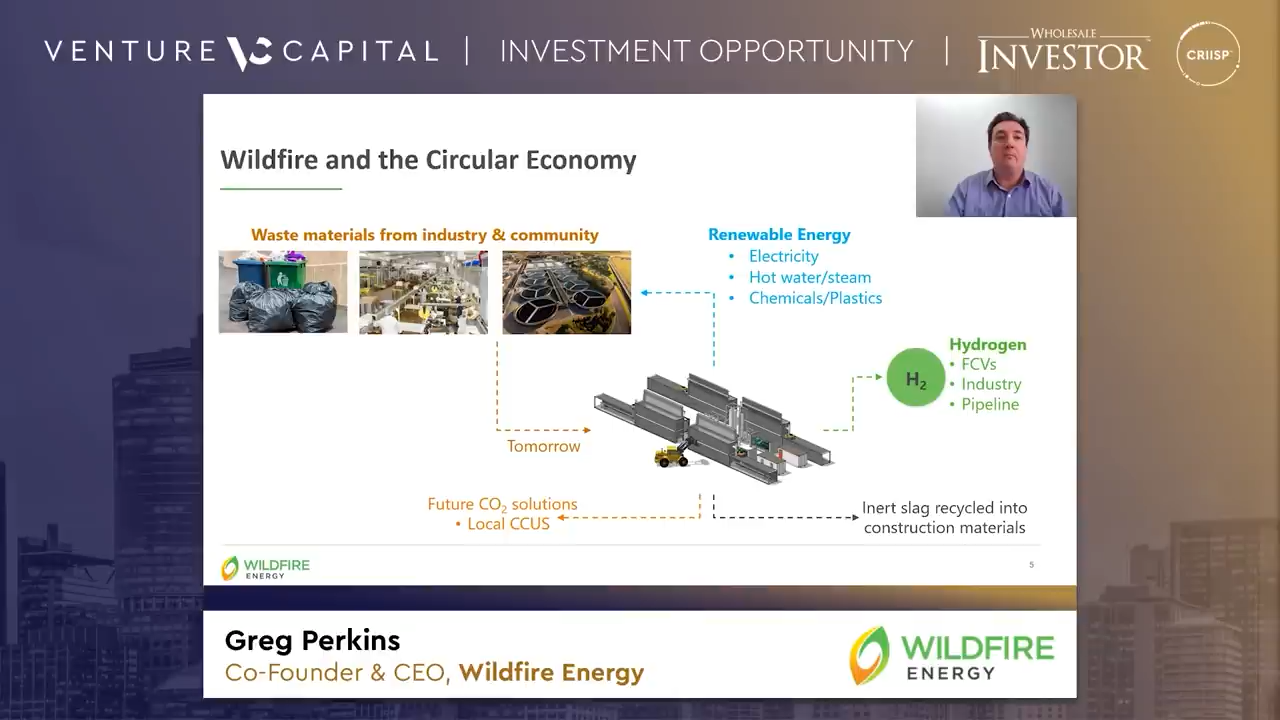 VENTURE VC CAPITAL | INVESTMENT OPPORTUNITY | WHOLESALE INVESTOR CRIISP
Wildfire and the Circular Economy
Waste materials from industry & community
Renewable Energy
• Electricity
• Hot water/steam
• Chemicals/Plastics
Hydrogen
• FCVs
• Industry
• Pipeline
H₂
Tomorrow
Future CO₂ solutions
• Local CCUS
Inert slag recycled into
construction materials
WILDFIRE
ENERGY
5
Greg Perkins
Co-Founder & CEO, Wildfire Energy
WILDFIRE
ENERGY